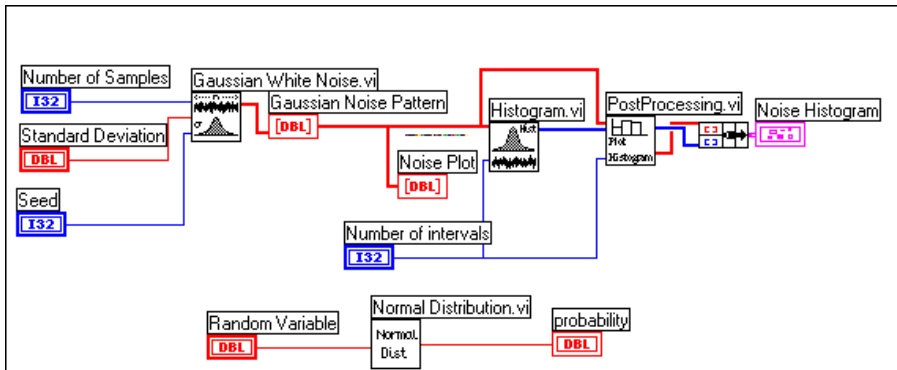 Number of Samples
I32
Gaussian White Noise.vi
σ
Gaussian Noise Pattern
[DBL]
Histogram.vi
Hist
PostProcessing.vi
Plot
Histogram
Noise Histogram
Standard Deviation
DBL
Noise Plot
[DBL]
Seed
I32
Number of intervals
I32
Random Variable
DBL
Normal Distribution.vi
Normal
Dist.
probability
DBL